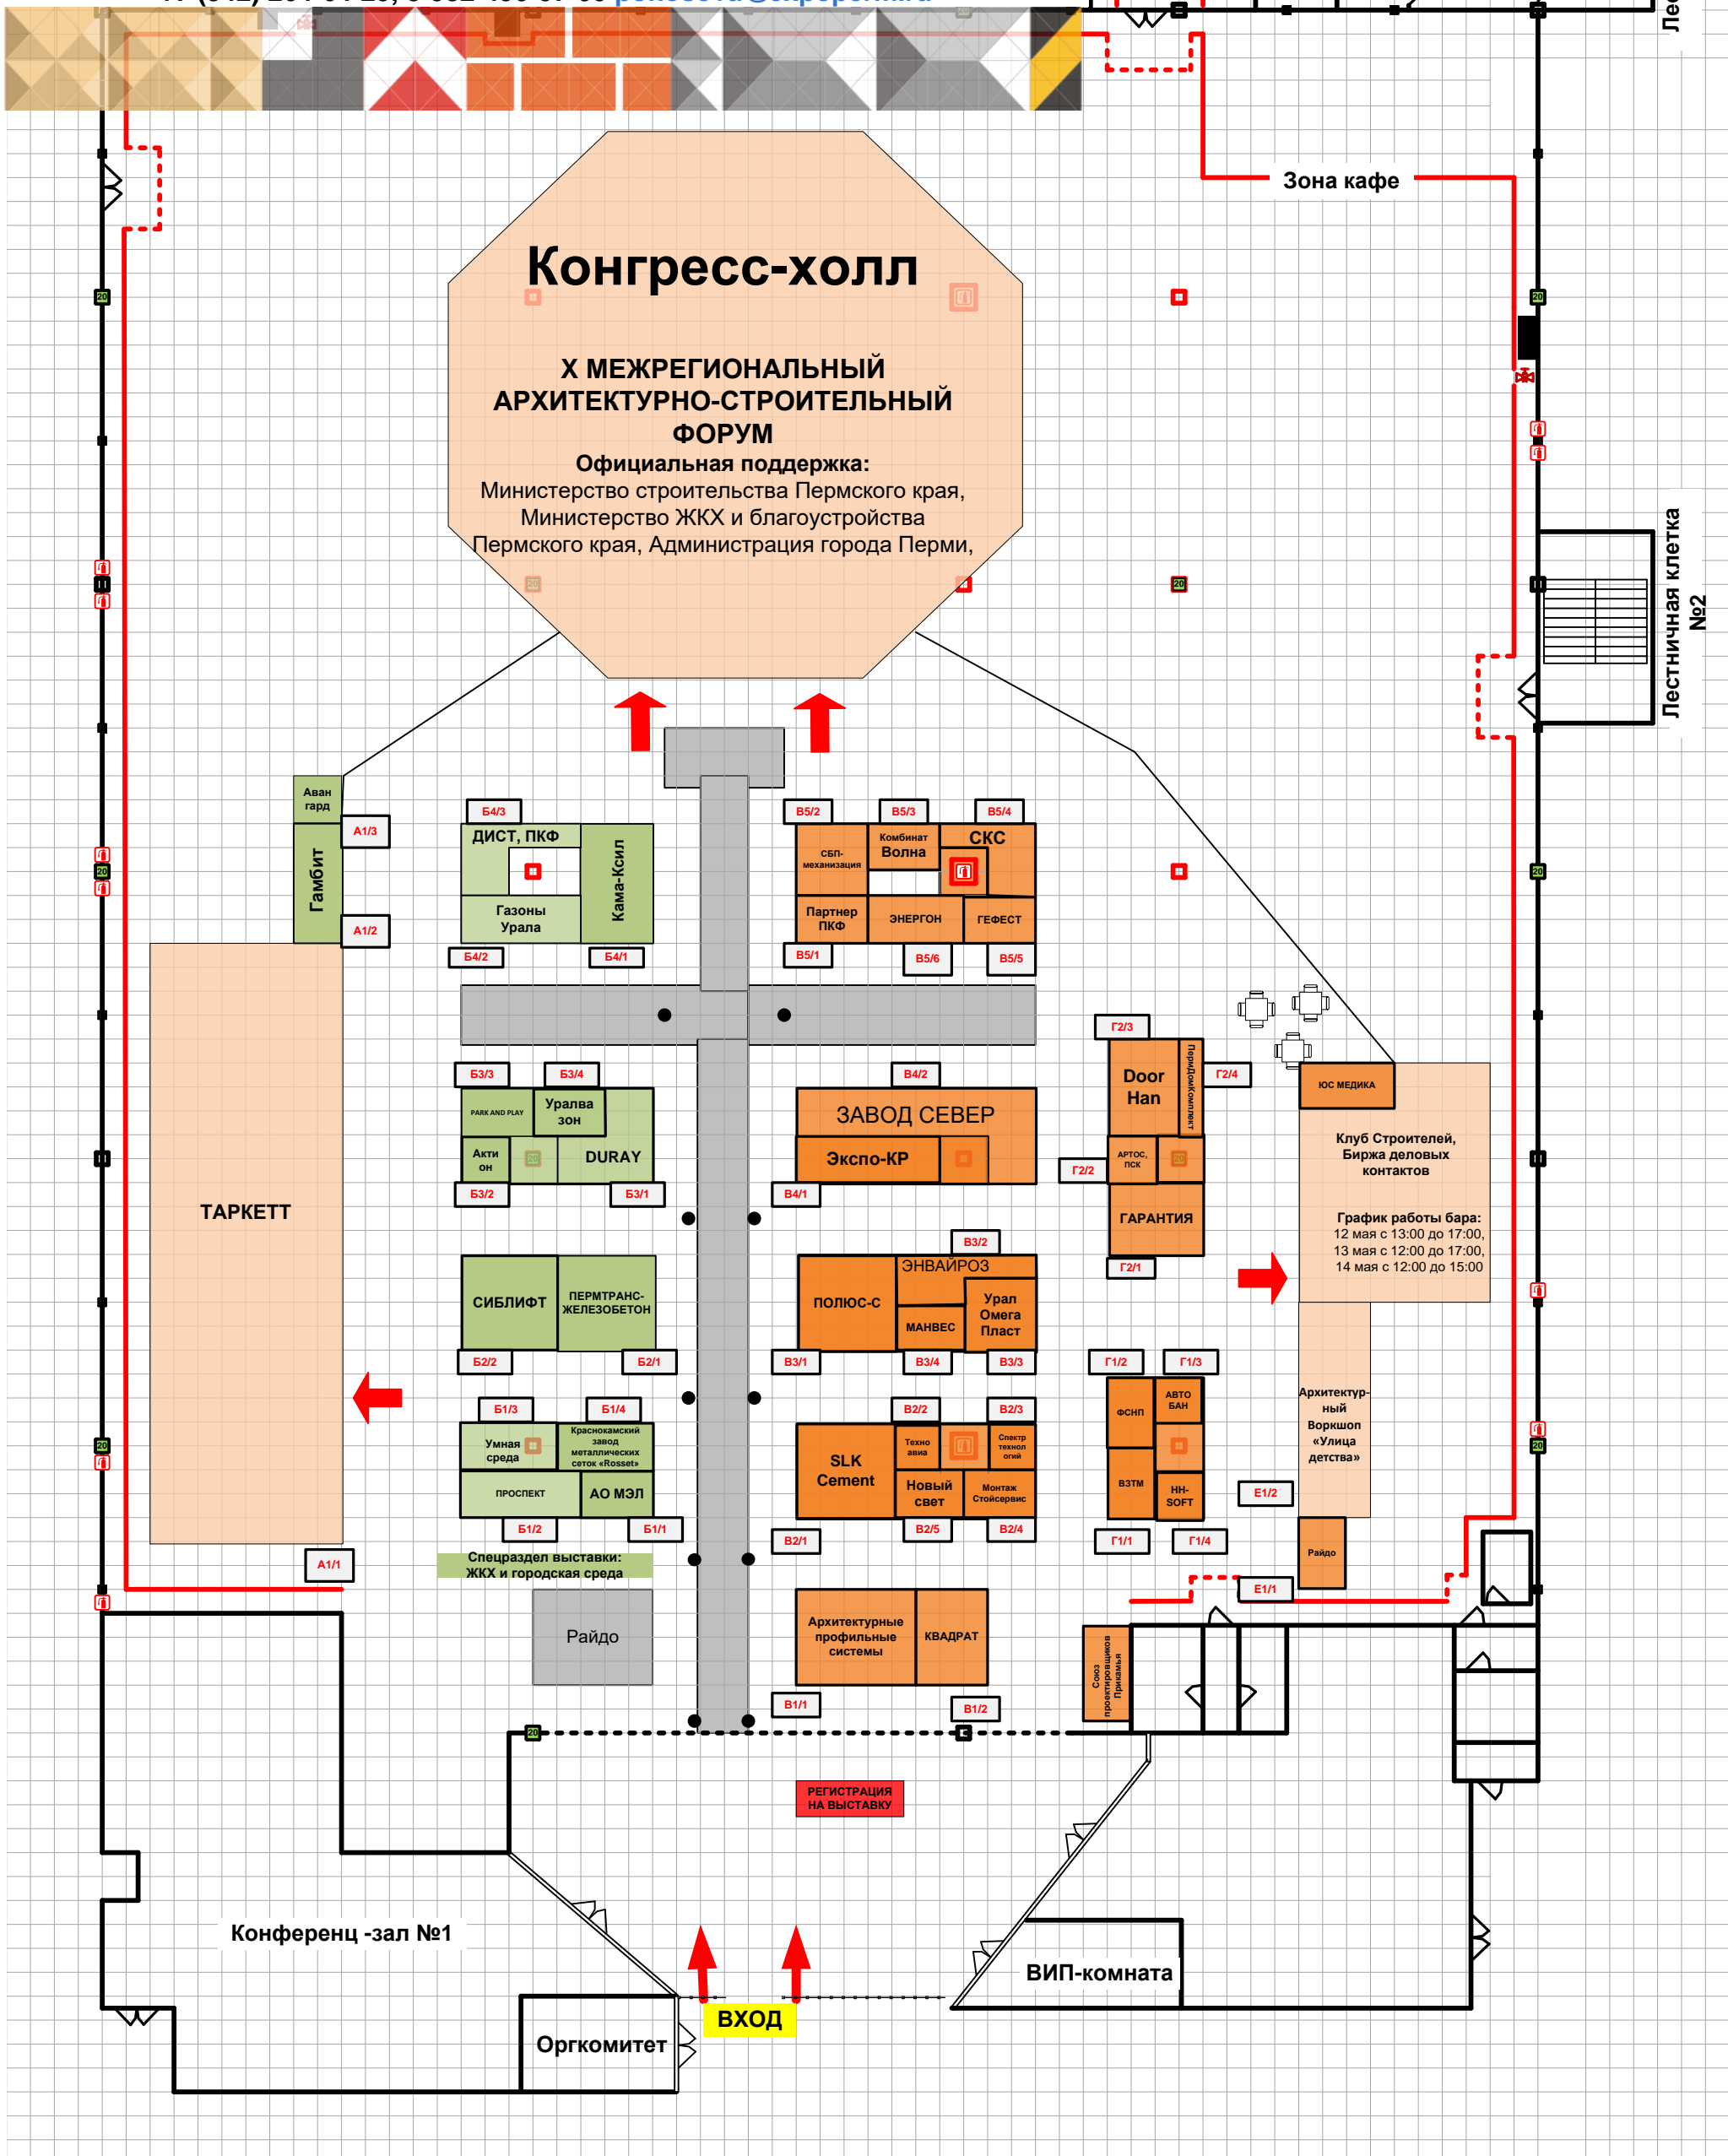 Зона кафе
Конгресс-холл
X МЕЖРЕГИОНАЛЬНЫЙ
АРХИТЕКТУРНО-СТРОИТЕЛЬНЫЙ
ФОРУМ
Официальная поддержка:
Министерство строительства Пермского края,
Министерство ЖКХ и благоустройства
Пермского края, Администрация города Перми,
Лестничная клетка
№2
Аван
гард
А1/3
Гамбит
А1/2
ТАРКЕТТ
А1/1
Б4/3
ДИСТ, ПКФ
Кама-Ксил
Газоны
Урала
Б4/2
Б4/1
В5/2
В5/3
В5/4
СБП-
механизация
Комбинат
Волна
СКС
Партнер
ПКФ
ЭНЕРГОН
ГЕФЕСТ
В5/1
В5/6
В5/5
Б3/3
Б3/4
PARK AND PLAY
Уралва
зон
Акти
он
20
DURAY
Б3/2
Б3/1
В4/2
ЗАВОД СЕВЕР
Экспо-КР
В4/1
Г2/3
Door
Han
ПермДомКомплект
Г2/4
Г2/2
АРТОС,
ПСК
20
ГАРАНТИЯ
Г2/1
ЮС МЕДИКА
Клуб Строителей,
Биржа деловых
контактов
График работы бара:
12 мая с 13:00 до 17:00,
13 мая с 12:00 до 17:00,
14 мая с 12:00 до 15:00
СИБЛИФТ
ПЕРМТРАНС-
ЖЕЛЕЗОБЕТОН
Б2/2
Б2/1
В3/2
ПОЛЮС-С
ЭНВАЙРОЗ
МАНВЕС
Урал
Омега
Пласт
В3/1
В3/4
В3/3
Г1/2
Г1/3
ФСНП
АВТО
БАН
ВЗТМ
НН-
SOFT
Г1/1
Г1/4
Архитектур-
ный
Воркшоп
«Улица
детства»
Е1/2
Райдо
Е1/1
Б1/3
Б1/4
Умная
среда
Краснокамский
завод
металлических
сеток «Rosset»
ПРОСПЕКТ
АО МЭЛ
Б1/2
Б1/1
В2/2
В2/3
SLK
Cement
Техно
авиа
Спектр
технол
огий
Новый
свет
Монтаж
Стойсервис
В2/1
В2/5
В2/4
Спецраздел выставки:
ЖКХ и городская среда
Райдо
Архитектурные
профильные
системы
КВАДРАТ
В1/1
В1/2
Союз
проектировщиков
Прикамья
РЕГИСТРАЦИЯ
НА ВЫСТАВКУ
Конференц -зал №1
ВИП-комната
ВХОД
Оргкомитет